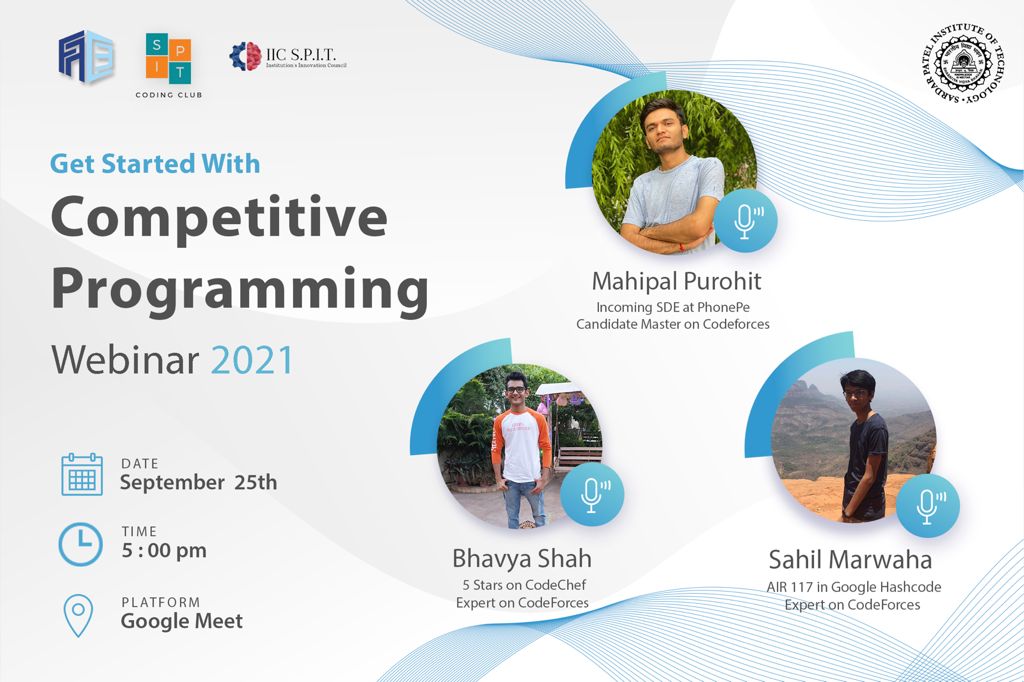 S
P
I
T
CODING CLUB
IIC S.P.I.T.
Institution's Innovation Council
SARDAR PATEL INSTITUTE OF TECHNOLOGY
Get Started With
Competitive
Programming
Webinar 2021
DATE
September 25th
TIME
5 : 00 pm
PLATFORM
Google Meet
Mahipal Purohit
Incoming SDE at PhonePe
Candidate Master on Codeforces
Bhavya Shah
5 Stars on CodeChef
Expert on CodeForces
Sahil Marwaha
AIR 117 in Google Hashcode
Expert on CodeForces